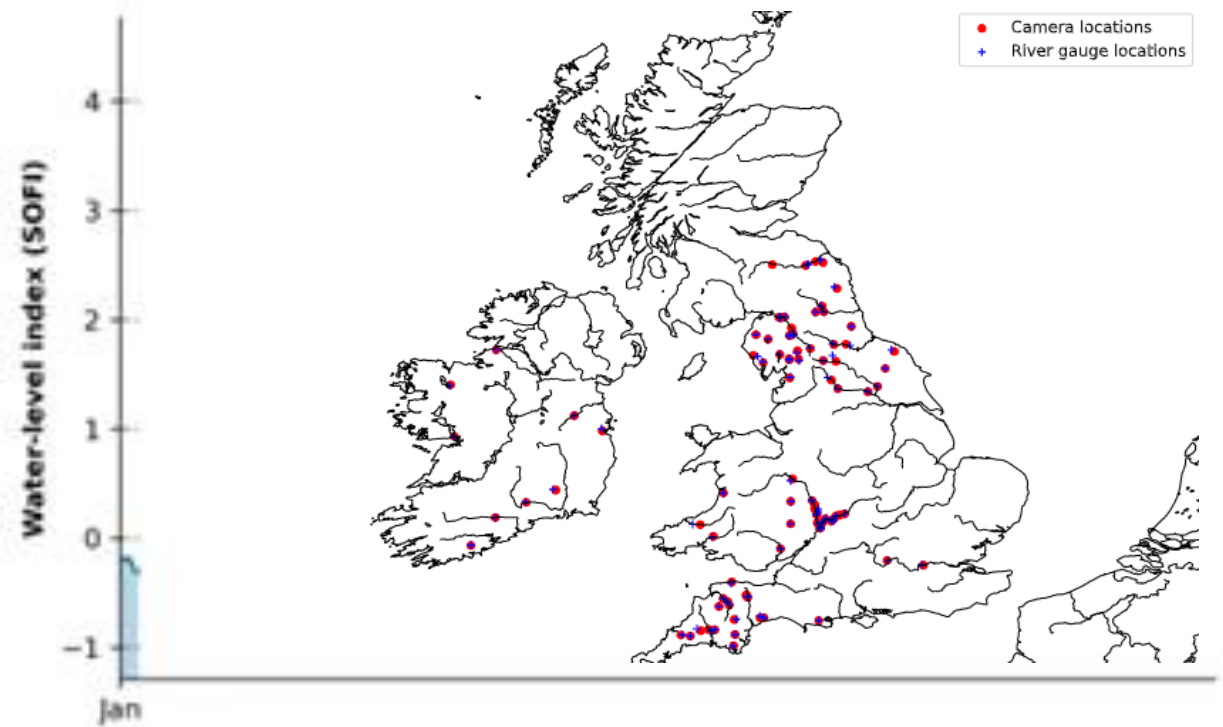 Camera locations
River gauge locations
Water-level index (SOFI)
4
3
2
1
0
−1
Jan